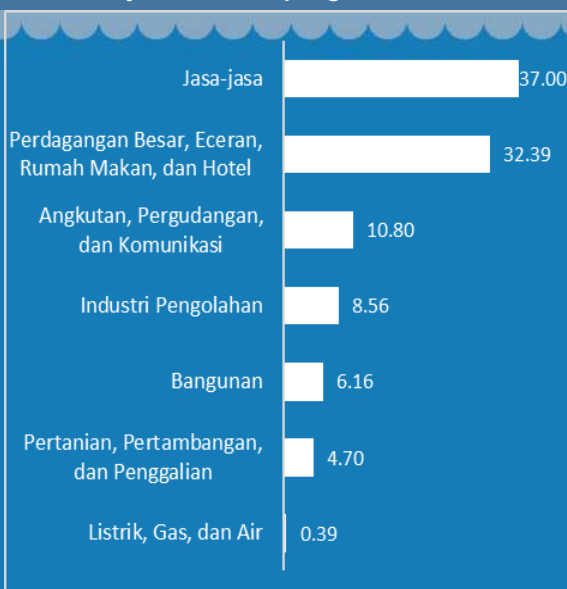 Jasa-jasa
37.00
Perdagangan Besar, Eceran,
Rumah Makan, dan Hotel
32.39
Angkutan, Pergudangan,
dan Komunikasi
10.80
Industri Pengolahan
8.56
Bangunan
6.16
Pertanian, Pertambangan,
dan Penggalian
4.70
Listrik, Gas, dan Air
0.39